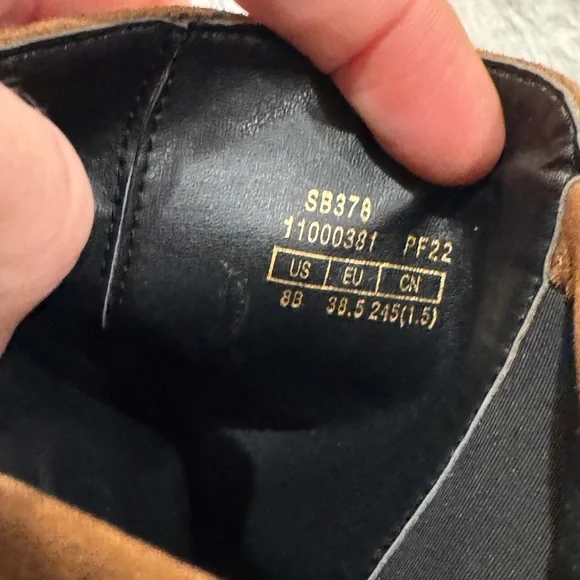 SB378
11000381 PF22
US EU CN
8B 38.5 245(1.5)